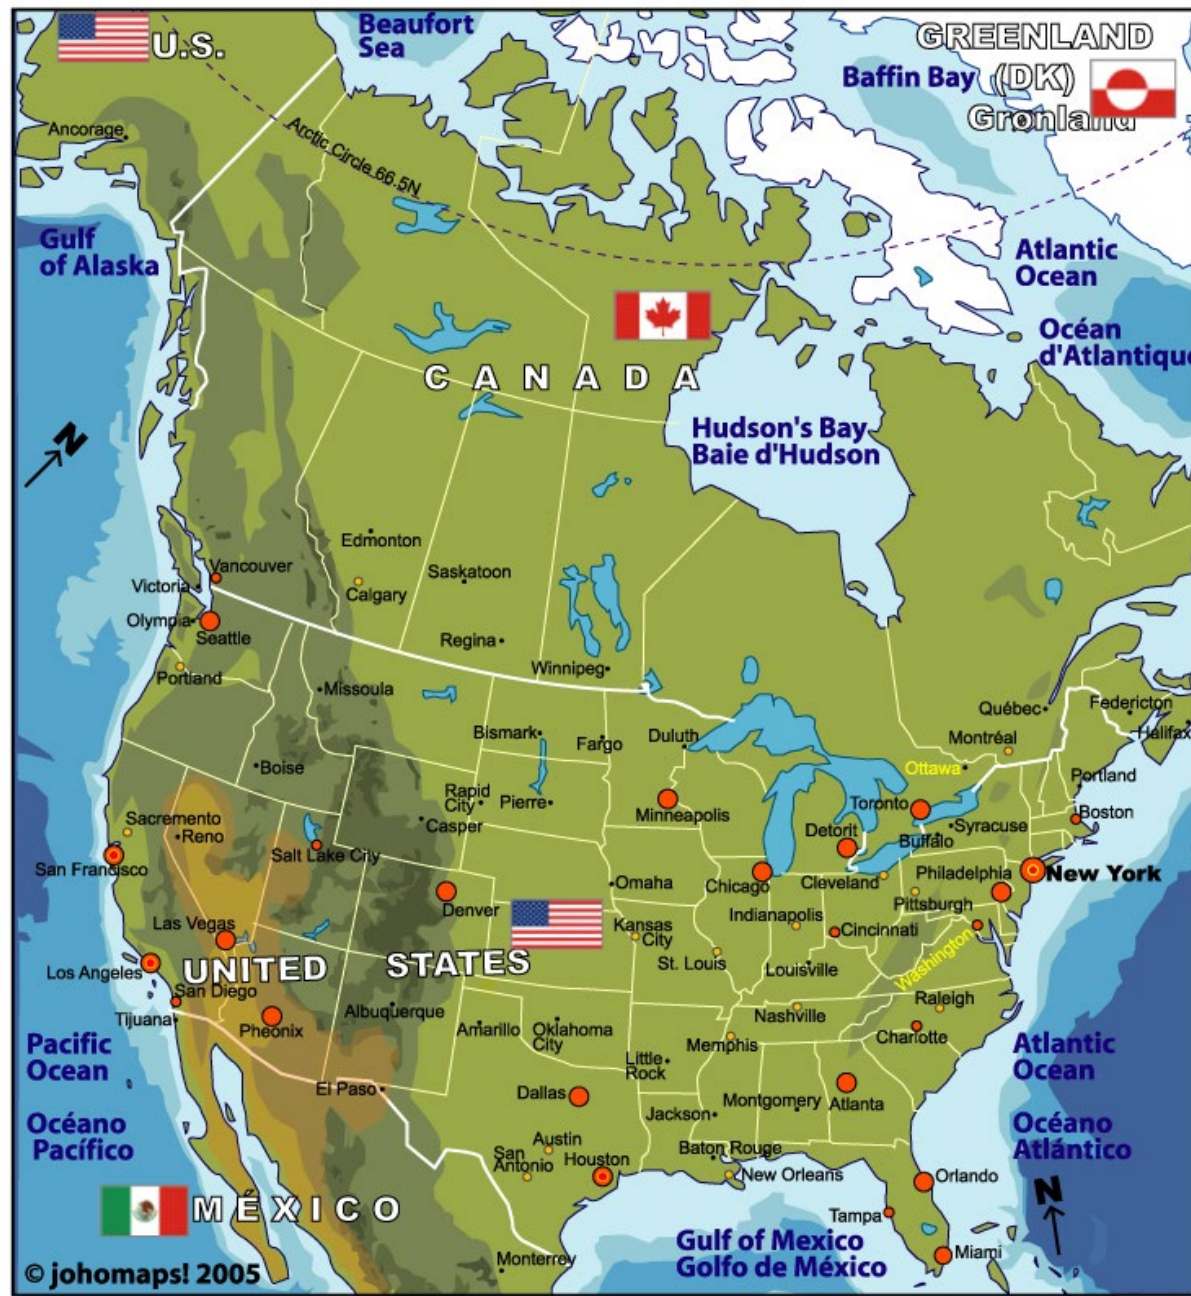 Beaufort
Sea
U.S.
GREENLAND
(DK)
Grønland
Baffin Bay
Ancorage
Arctic Circle 66.5N
Gulf
of Alaska
Atlantic
Ocean
Océan
d'Atlantique
CANADA
N
Hudson's Bay
Baie d'Hudson
Edmonton
Vancouver
Saskatoon
Victoria
Calgary
Olympia
Seattle
Regina
Portland
Winnipeg
Missoula
Québec
Federicton
Bismark
Fargo
Duluth
Montréal
Halifax
Boise
Ottawa
Portland
Rapid
City
Pierre
Toronto
Minneapolis
Casper
Boston
Sacremento
Reno
Detorit
Syracuse
Buffalo
San Francisco
Salt Lake City
Philadelphia
New York
Omaha
Chicago
Cleveland
Pittsburgh
Denver
Las Vegas
Kansas
City
Indianapolis
Cincinnati
Washington
Los Angeles
UNITED
STATES
St. Louis
Louisville
San Diego
Raleigh
Tijuana
Pheonix
Albuquerque
Amarillo
Oklahoma
City
Nashville
Charlotte
Memphis
Pacific
Ocean
Atlantic
Ocean
Little
Rock
El Paso
Dallas
Montgomery
Atlanta
Jackson
Océano
Pacífico
Océano
Atlántico
Austin
San
Antonio
Houston
Baton Rouge
New Orleans
Orlando
N
MÉXICO
Tampa
Gulf of Mexico
Golfo de México
Miami
Monterrey
© johomaps! 2005